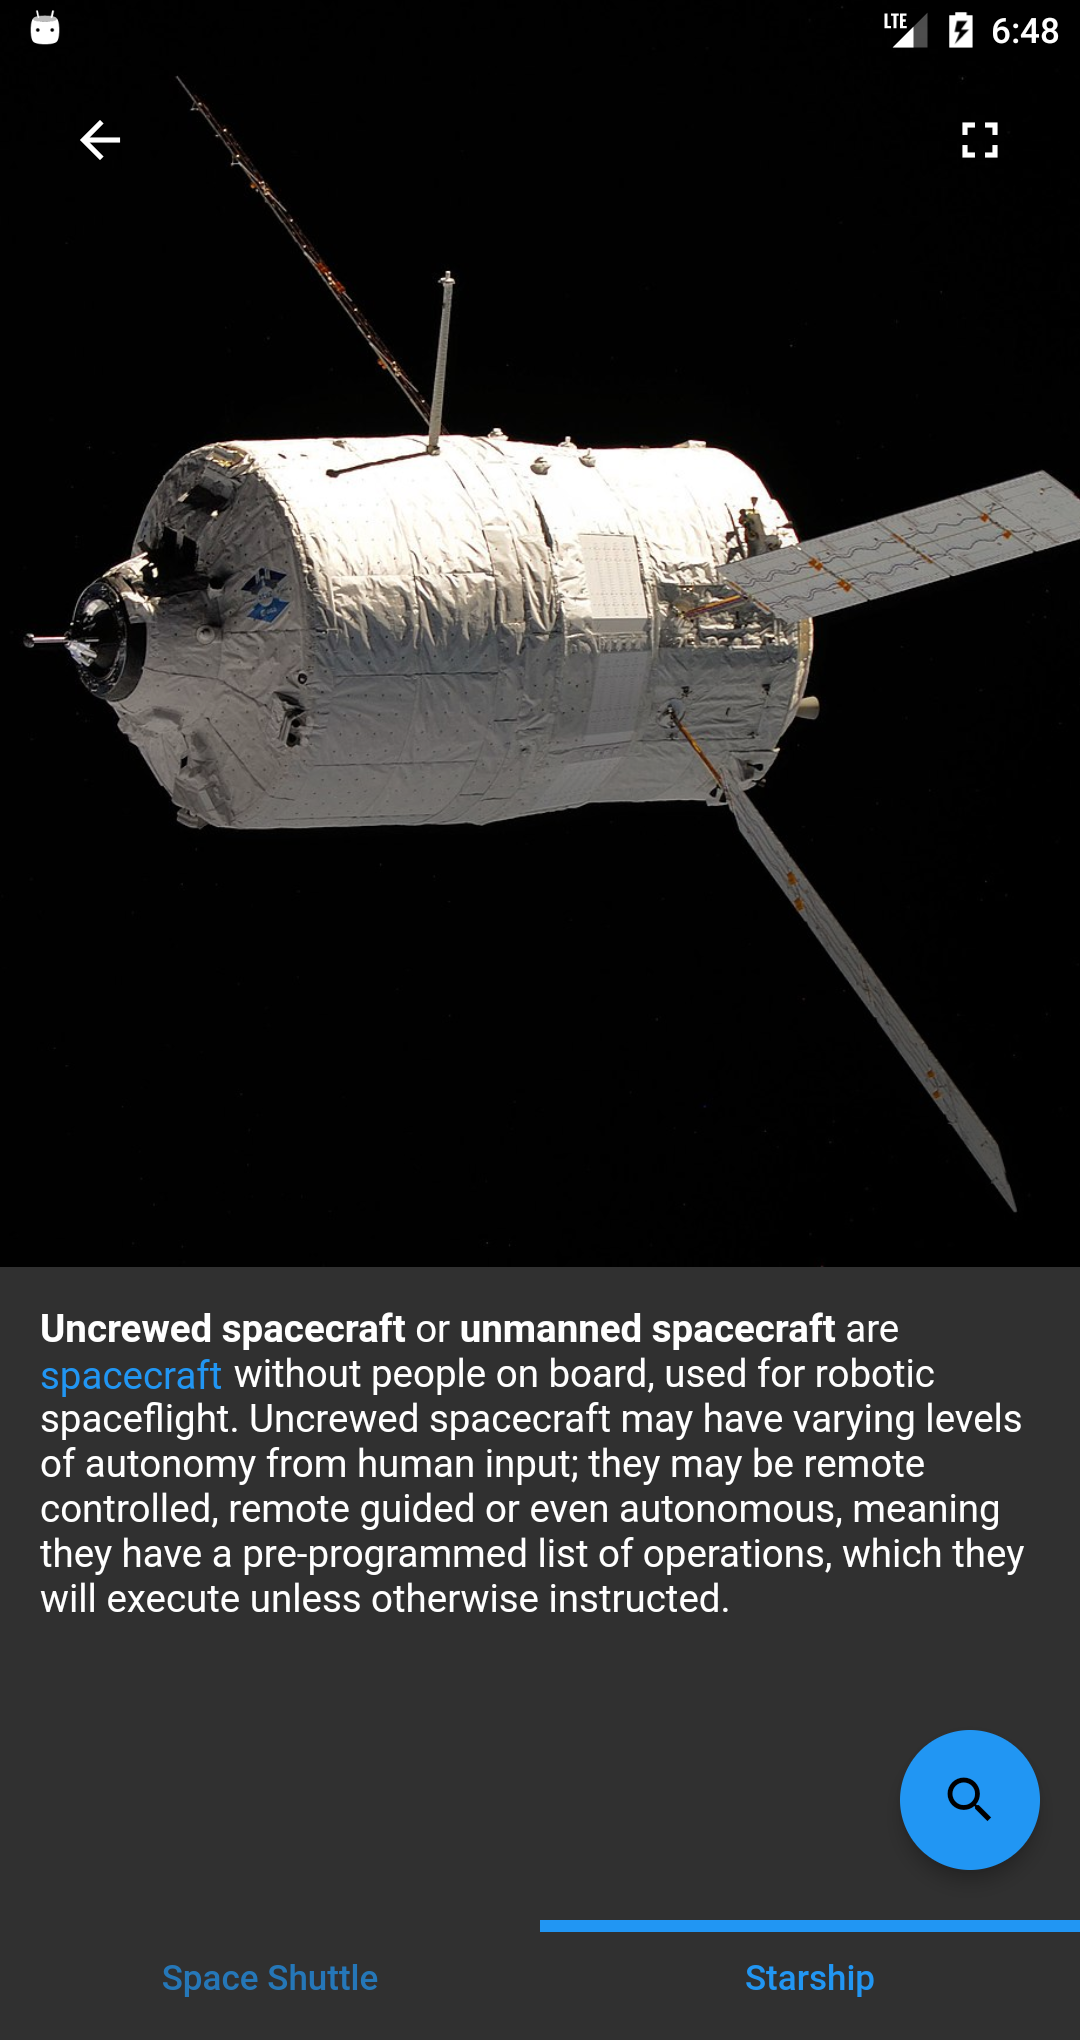 LTE 6:48
Uncrewed spacecraft or unmanned spacecraft are
spacecraft without people on board, used for robotic
spaceflight. Uncrewed spacecraft may have varying levels
of autonomy from human input; they may be remote
controlled, remote guided or even autonomous, meaning
they have a pre-programmed list of operations, which they
will execute unless otherwise instructed.
Space Shuttle Starship